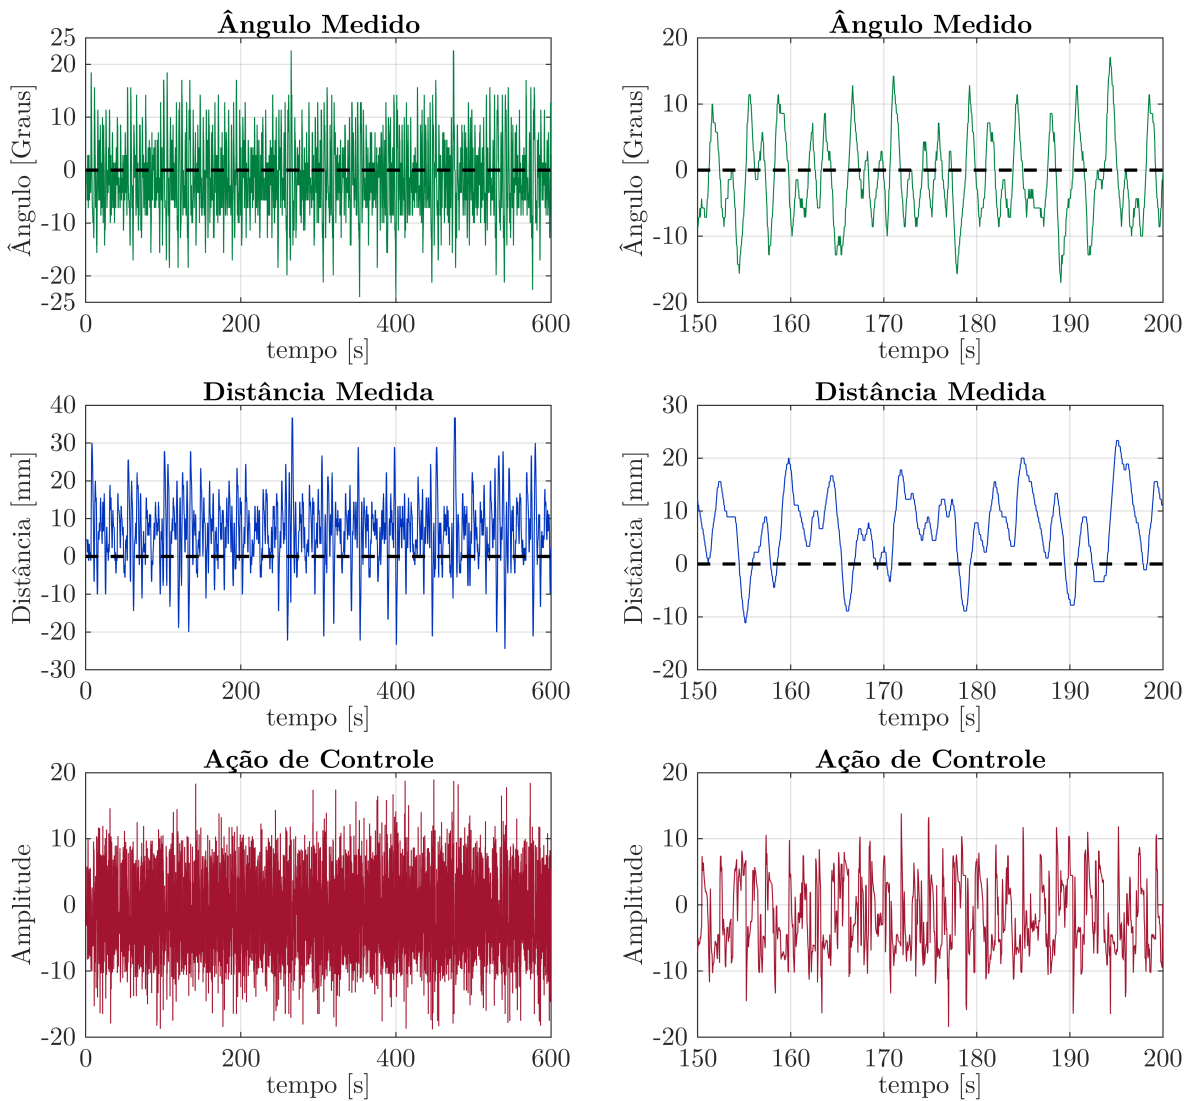 Ângulo Medido
25
20
10
0
-10
-20
-25
Ângulo [Graus]
0 200 400 600
tempo [s]
Ângulo Medido
20
10
0
-10
-20
Ângulo [Graus]
150 160 170 180 190 200
tempo [s]
Distância Medida
40
30
20
10
0
-10
-20
-30
Distância [mm]
0 200 400 600
tempo [s]
Distância Medida
30
20
10
0
-10
-20
Distância [mm]
150 160 170 180 190 200
tempo [s]
Ação de Controle
20
10
0
-10
-20
Amplitude
0 200 400 600
tempo [s]
Ação de Controle
20
10
0
-10
-20
Amplitude
150 160 170 180 190 200
tempo [s]